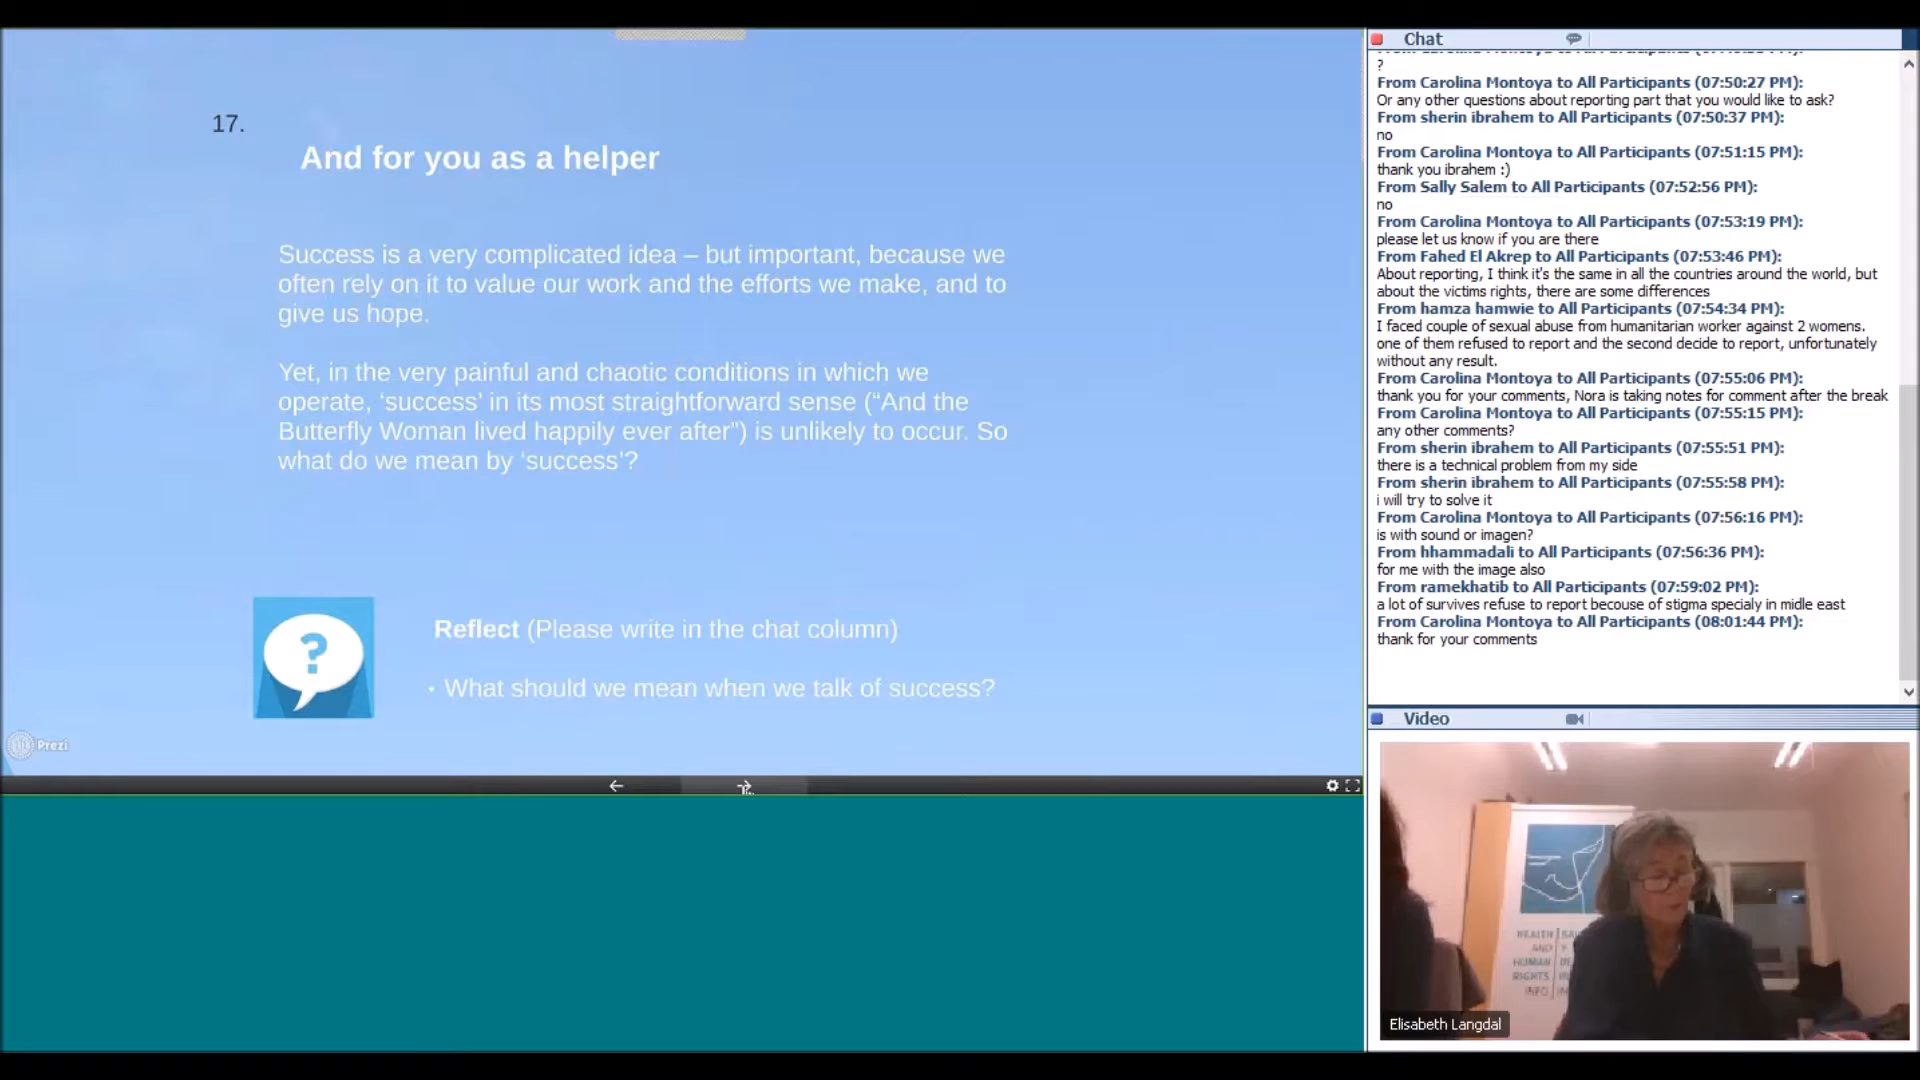 17.
And for you as a helper
Success is a very complicated idea – but important, because we
often rely on it to value our work and the efforts we make, and to
give us hope.
Yet, in the very painful and chaotic conditions in which we
operate, ‘success’ in its most straightforward sense (“And the
Butterfly Woman lived happily ever after”) is unlikely to occur. So
what do we mean by ‘success’?
?
Reflect (Please write in the chat column)
• What should we mean when we talk of success?
Prezi
Chat
?
From Carolina Montoya to All Participants (07:50:27 PM):
Or any other questions about reporting part that you would like to ask?
From sherin ibrahem to All Participants (07:50:37 PM):
no
From Carolina Montoya to All Participants (07:51:15 PM):
thank you ibrahem :)
From Sally Salem to All Participants (07:52:56 PM):
no
From Carolina Montoya to All Participants (07:53:19 PM):
please let us know if you are there
From Fahed El Akrep to All Participants (07:53:46 PM):
About reporting, I think it's the same in all the countries around the world, but
about the victims rights, there are some differences
From hamza hamwie to All Participants (07:54:34 PM):
I faced couple of sexual abuse from humanitarian worker against 2 womens.
one of them refused to report and the second decide to report, unfortunately
without any result.
From Carolina Montoya to All Participants (07:55:06 PM):
thank you for your comments, Nora is taking notes for comment after the break
From Carolina Montoya to All Participants (07:55:15 PM):
any other comments?
From sherin ibrahem to All Participants (07:55:51 PM):
there is a technical problem from my side
From sherin ibrahem to All Participants (07:55:58 PM):
i will try to solve it
From Carolina Montoya to All Participants (07:56:16 PM):
is with sound or imagen?
From hhammadali to All Participants (07:56:36 PM):
for me with the image also
From ramekhatib to All Participants (07:59:02 PM):
a lot of survives refuse to report becouse of stigma specialy in midle east
From Carolina Montoya to All Participants (08:01:44 PM):
thank for your comments
Video
HEALTH
AND
HUMAN
RIGHTS
INFO
Elisabeth Langdal